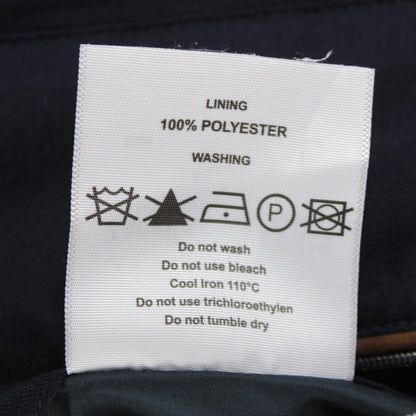 LINING
100% POLYESTER
WASHING
P
Do not wash
Do not use bleach
Cool Iron 110°C
Do not use trichloroethylen
Do not tumble dry